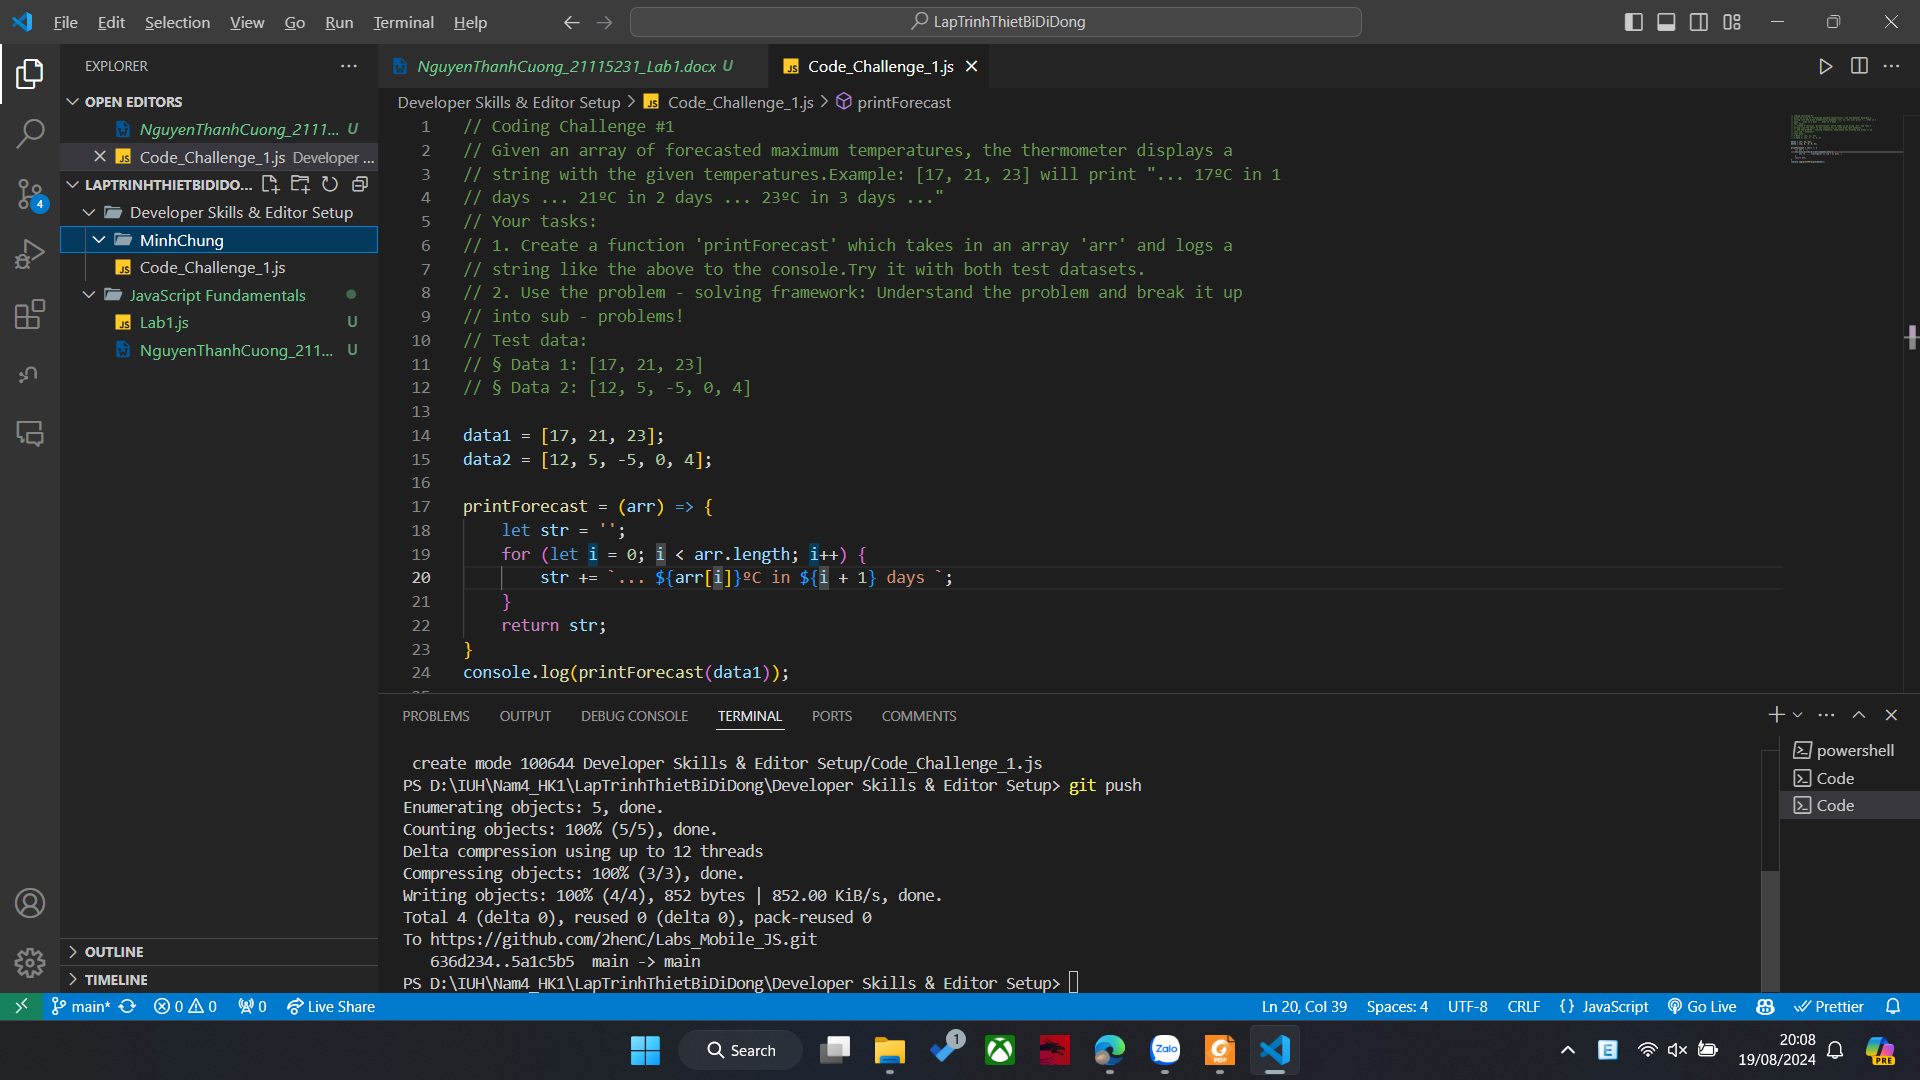 File Edit Selection View Go Run Terminal Help
LapTrinhThietBiDiDong
EXPLORER
OPEN EDITORS
NguyenThanhCuong_2111... U
Code_Challenge_1.js Developer ...
LAPTRINHTHIETBIDIDO...
Developer Skills & Editor Setup
MinhChung
Code_Challenge_1.js
JavaScript Fundamentals
Lab1.js U
NguyenThanhCuong_211... U
OUTLINE
TIMELINE
4
NguyenThanhCuong_21115231_Lab1.docx U
Code_Challenge_1.js
Developer Skills & Editor Setup > Code_Challenge_1.js > printForecast
1 // Coding Challenge #1
2 // Given an array of forecasted maximum temperatures, the thermometer displays a
3 // string with the given temperatures.Example: [17, 21, 23] will print "... 17ºC in 1
4 // days ... 21ºC in 2 days ... 23ºC in 3 days ..."
5 // Your tasks:
6 // 1. Create a function 'printForecast' which takes in an array 'arr' and logs a
7 // string like the above to the console.Try it with both test datasets.
8 // 2. Use the problem - solving framework: Understand the problem and break it up
9 // into sub - problems!
10 // Test data:
11 // § Data 1: [17, 21, 23]
12 // § Data 2: [12, 5, -5, 0, 4]
13
14 data1 = [17, 21, 23];
15 data2 = [12, 5, -5, 0, 4];
16
17 printForecast = (arr) => {
18 let str = '';
19 for (let i = 0; i < arr.length; i++) {
20 str += `... ${arr[i]}ºC in ${i + 1} days `;
21 }
22 return str;
23 }
24 console.log(printForecast(data1));
PROBLEMS OUTPUT DEBUG CONSOLE TERMINAL PORTS COMMENTS
create mode 100644 Developer Skills & Editor Setup/Code_Challenge_1.js
PS D:\IUH\Nam4_HK1\LapTrinhThietBiDiDong\Developer Skills & Editor Setup> git push
Enumerating objects: 5, done.
Counting objects: 100% (5/5), done.
Delta compression using up to 12 threads
Compressing objects: 100% (3/3), done.
Writing objects: 100% (4/4), 852 bytes | 852.00 KiB/s, done.
Total 4 (delta 0), reused 0 (delta 0), pack-reused 0
To https://github.com/2henC/Labs_Mobile_JS.git
636d234..5a1c5b5 main -> main
PS D:\IUH\Nam4_HK1\LapTrinhThietBiDiDong\Developer Skills & Editor Setup>
powershell
Code
Code
main* 0 0 0 Live Share
Ln 20, Col 39 Spaces: 4 UTF-8 CRLF {} JavaScript Go Live Prettier
Search
1
Zalo
PDF
E
20:08
19/08/2024
PRE